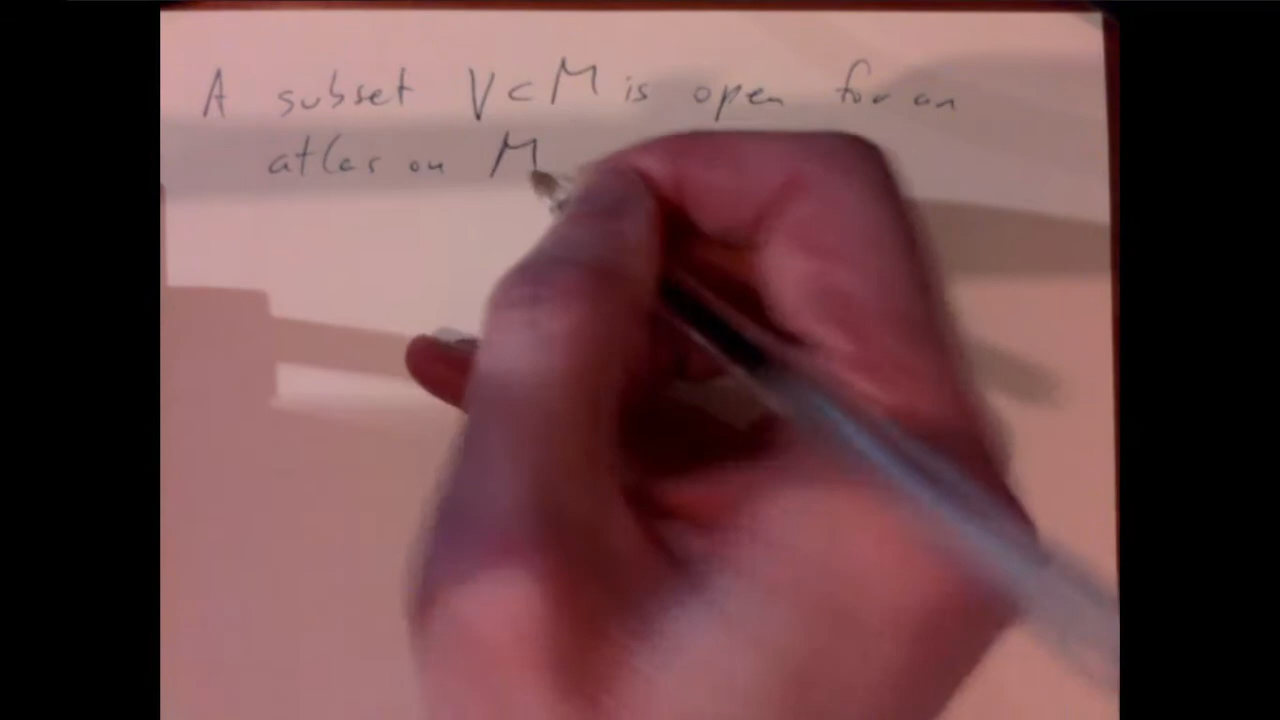 A subset V ⊂ M is open for an
atlas on M